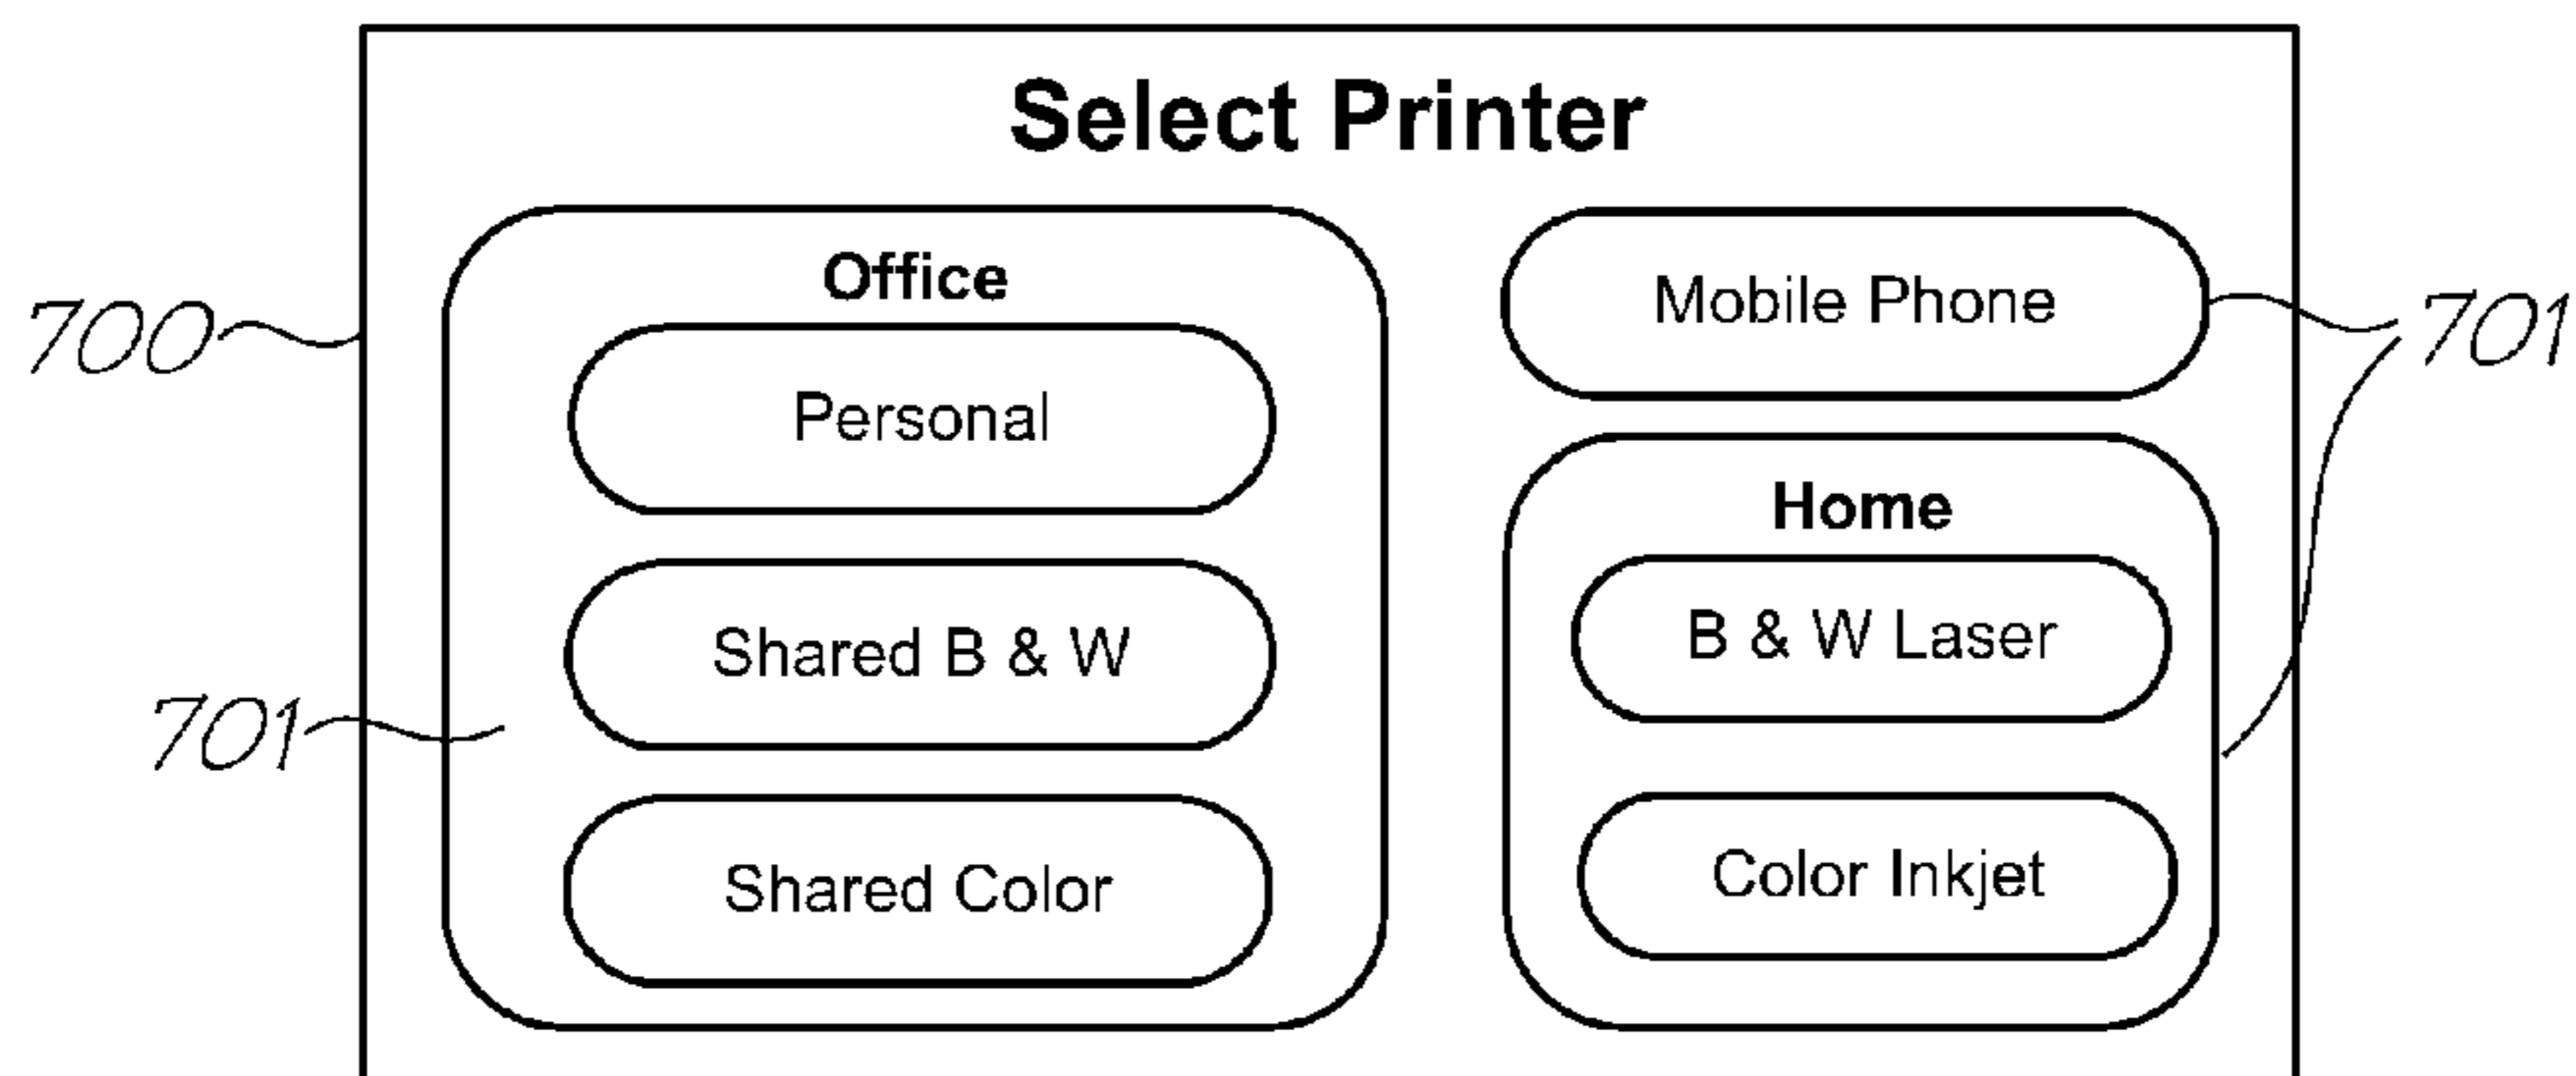 Select Printer
Office
Personal
Shared B & W
Shared Color
Mobile Phone
Home
B & W Laser
Color Inkjet
700
701
701